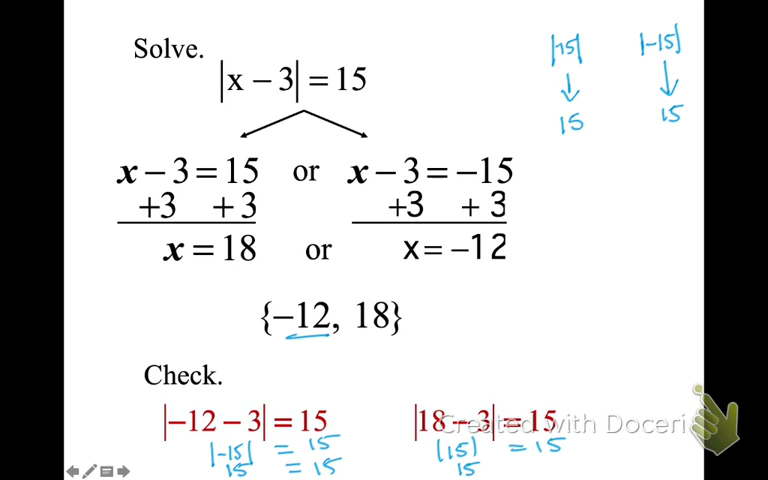 Solve.
|x − 3| = 15
|15| |−15|
15 15
x − 3 = 15 or x − 3 = −15
+3 +3 +3 +3
x = 18 or x = −12
{−12, 18}
Check.
|−12 − 3| = 15 |18 − 3| = 15
Created with Doceri
|−15| = 15 |15| = 15
15 = 15 15